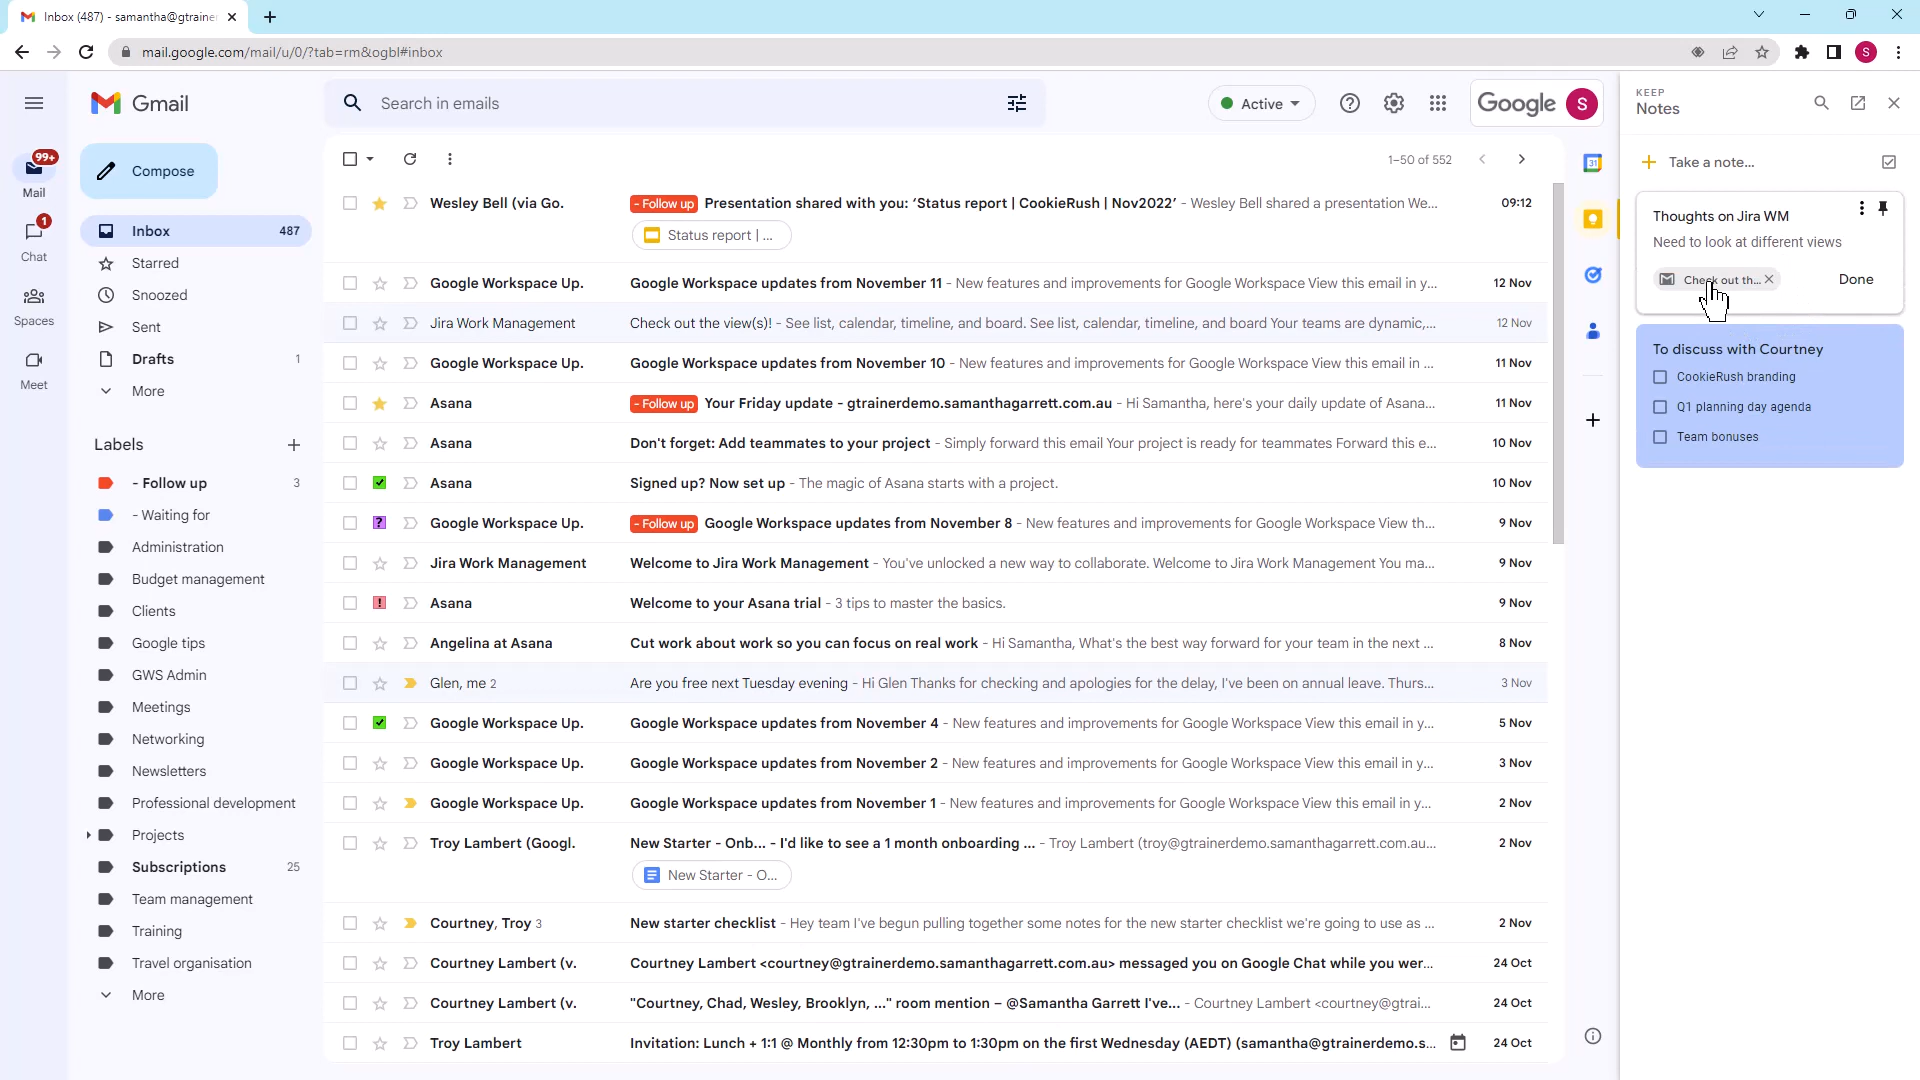 Inbox (487) - samantha@gtraine
mail.google.com/mail/u/0/?tab=rm&ogbl#inbox
S
Gmail
Search in emails
Active
Google
S
KEEP
Notes
99+
Mail
1
Chat
Spaces
Meet
Compose
Inbox 487
Starred
Snoozed
Sent
Drafts 1
More
Labels
- Follow up 3
- Waiting for
Administration
Budget management
Clients
Google tips
GWS Admin
Meetings
Networking
Newsletters
Professional development
Projects
Subscriptions 25
Team management
Training
Travel organisation
More
1–50 of 552
Wesley Bell (via Go. - Follow up Presentation shared with you: ‘Status report | CookieRush | Nov2022’ - Wesley Bell shared a presentation We... 09:12
Status report | ...
Google Workspace Up. Google Workspace updates from November 11 - New features and improvements for Google Workspace View this email in y... 12 Nov
Jira Work Management Check out the view(s)! - See list, calendar, timeline, and board. See list, calendar, timeline, and board Your teams are dynamic,... 12 Nov
Google Workspace Up. Google Workspace updates from November 10 - New features and improvements for Google Workspace View this email in ... 11 Nov
Asana - Follow up Your Friday update - gtrainerdemo.samanthagarrett.com.au - Hi Samantha, here's your daily update of Asana... 11 Nov
Asana Don't forget: Add teammates to your project - Simply forward this email Your project is ready for teammates Forward this e... 10 Nov
Asana Signed up? Now set up - The magic of Asana starts with a project. 10 Nov
? Google Workspace Up. - Follow up Google Workspace updates from November 8 - New features and improvements for Google Workspace View th... 9 Nov
Jira Work Management Welcome to Jira Work Management - You've unlocked a new way to collaborate. Welcome to Jira Work Management You ma... 9 Nov
! Asana Welcome to your Asana trial - 3 tips to master the basics. 9 Nov
Angelina at Asana Cut work about work so you can focus on real work - Hi Samantha, What's the best way forward for your team in the next ... 8 Nov
Glen, me 2 Are you free next Tuesday evening - Hi Glen Thanks for checking and apologies for the delay, I've been on annual leave. Thurs... 3 Nov
Google Workspace Up. Google Workspace updates from November 4 - New features and improvements for Google Workspace View this email in y... 5 Nov
Google Workspace Up. Google Workspace updates from November 2 - New features and improvements for Google Workspace View this email in y... 3 Nov
Google Workspace Up. Google Workspace updates from November 1 - New features and improvements for Google Workspace View this email in y... 2 Nov
Troy Lambert (Googl. New Starter - Onb... - I'd like to see a 1 month onboarding ... - Troy Lambert (troy@gtrainerdemo.samanthagarrett.com.au... 2 Nov
New Starter - O...
Courtney, Troy 3 New starter checklist - Hey team I've begun pulling together some notes for the new starter checklist we're going to use as ... 2 Nov
Courtney Lambert (v. Courtney Lambert <courtney@gtrainerdemo.samanthagarrett.com.au> messaged you on Google Chat while you wer... 24 Oct
Courtney Lambert (v. "Courtney, Chad, Wesley, Brooklyn, ..." room mention – @Samantha Garrett I've... - Courtney Lambert <courtney@gtrai... 24 Oct
Troy Lambert Invitation: Lunch + 1:1 @ Monthly from 12:30pm to 1:30pm on the first Wednesday (AEDT) (samantha@gtrainerdemo.s... 24 Oct
31
Take a note...
Thoughts on Jira WM
Need to look at different views
Check out th... Done
To discuss with Courtney
CookieRush branding
Q1 planning day agenda
Team bonuses